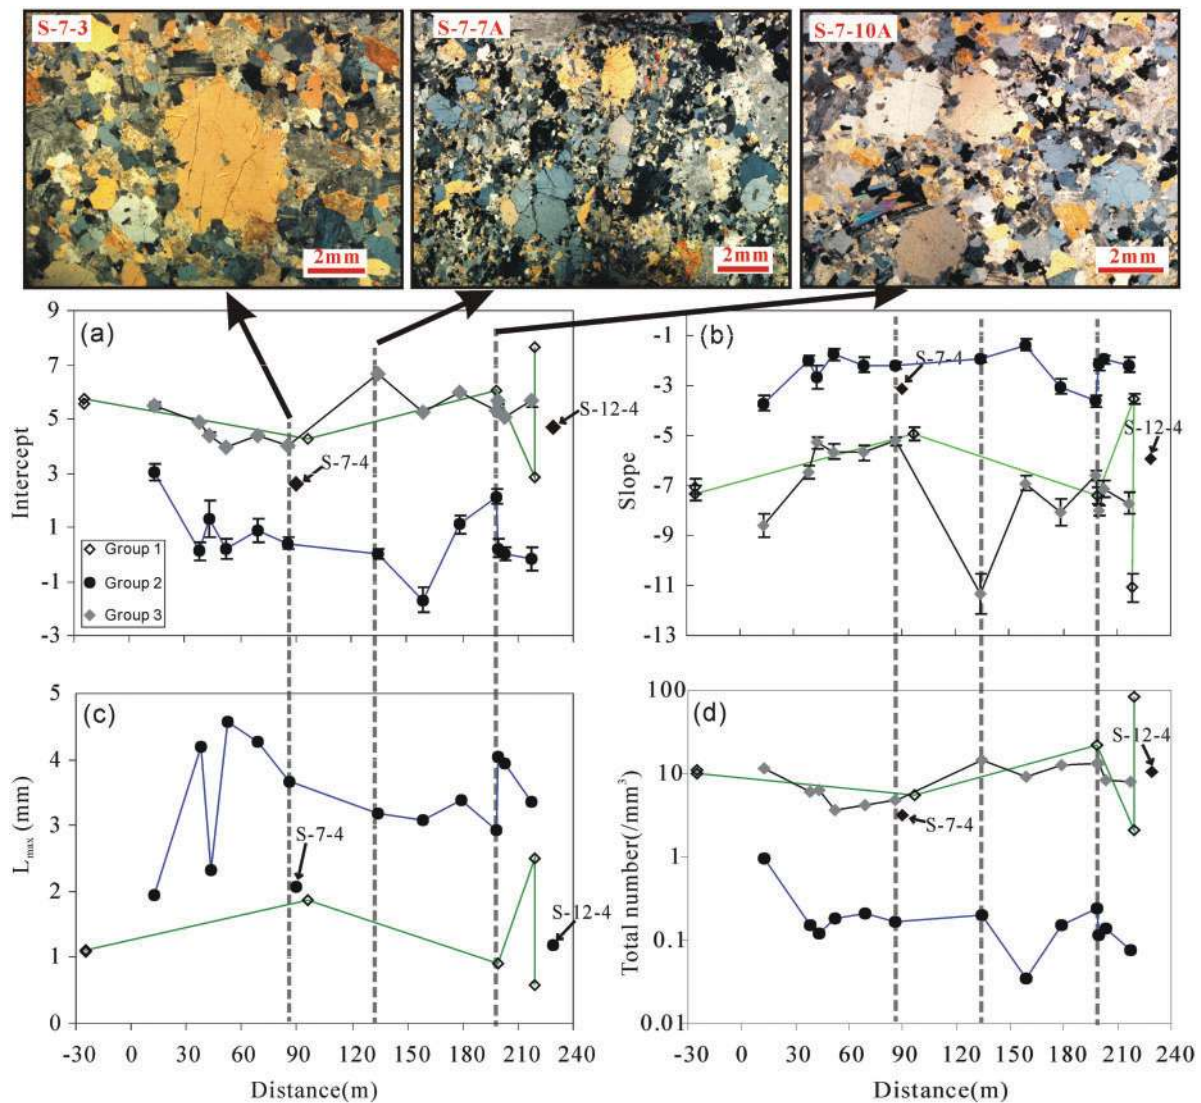 S-7-3
S-7-7A
S-7-10A
2mm
2mm
2mm
(a)
9
7
5
3
1
-1
-3
Intercept
S-12-4
S-7-4
Group 1
Group 2
Group 3
(b)
-1
-3
-5
-7
-9
-11
-13
Slope
S-7-4
S-12-4
(c)
5
4
3
2
1
0
Lmax (mm)
S-7-4
S-12-4
-30 0 30 60 90 120 150 180 210 240
Distance(m)
(d)
100
10
1
0.1
0.01
Total number(/mm³)
S-12-4
S-7-4
-30 0 30 60 90 120 150 180 210 240
Distance(m)